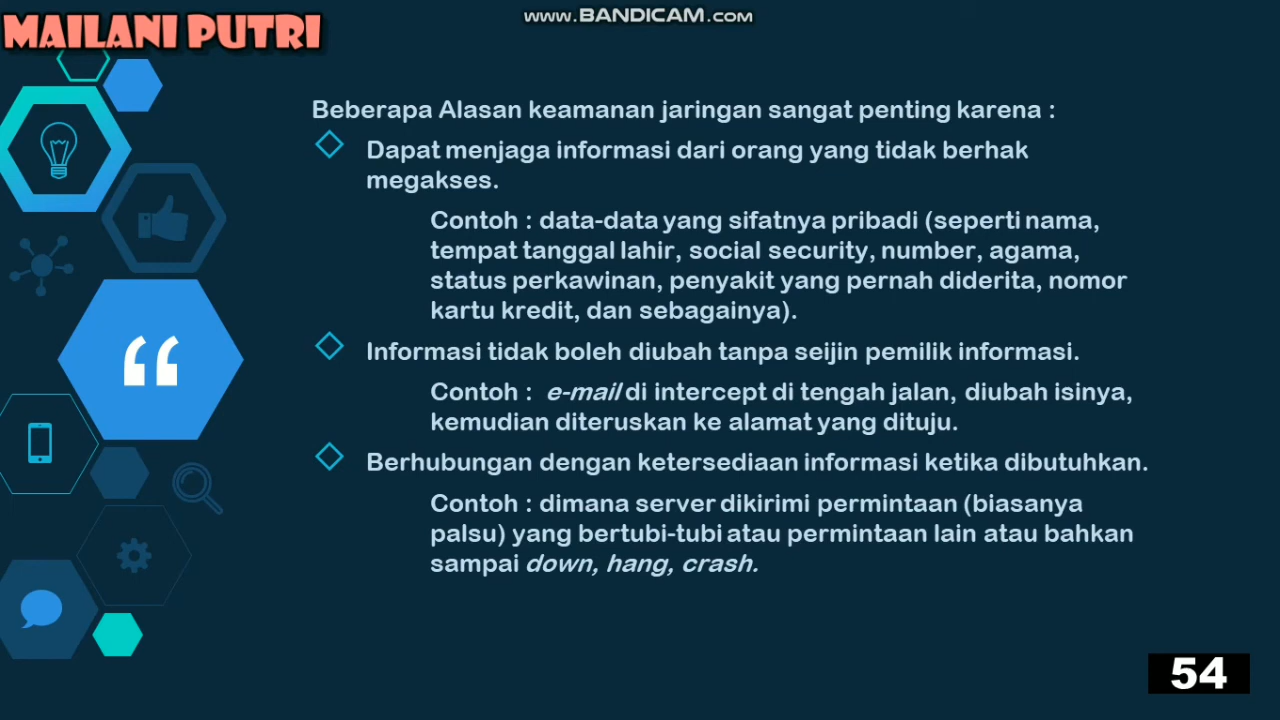 MAILANI PUTRI
www.BANDICAM.com
Beberapa Alasan keamanan jaringan sangat penting karena :
Dapat menjaga informasi dari orang yang tidak berhak
megakses.
Contoh : data-data yang sifatnya pribadi (seperti nama,
tempat tanggal lahir, social security, number, agama,
status perkawinan, penyakit yang pernah diderita, nomor
kartu kredit, dan sebagainya).
Informasi tidak boleh diubah tanpa seijin pemilik informasi.
Contoh : e-mail di intercept di tengah jalan, diubah isinya,
kemudian diteruskan ke alamat yang dituju.
Berhubungan dengan ketersediaan informasi ketika dibutuhkan.
Contoh : dimana server dikirimi permintaan (biasanya
palsu) yang bertubi-tubi atau permintaan lain atau bahkan
sampai down, hang, crash.
54